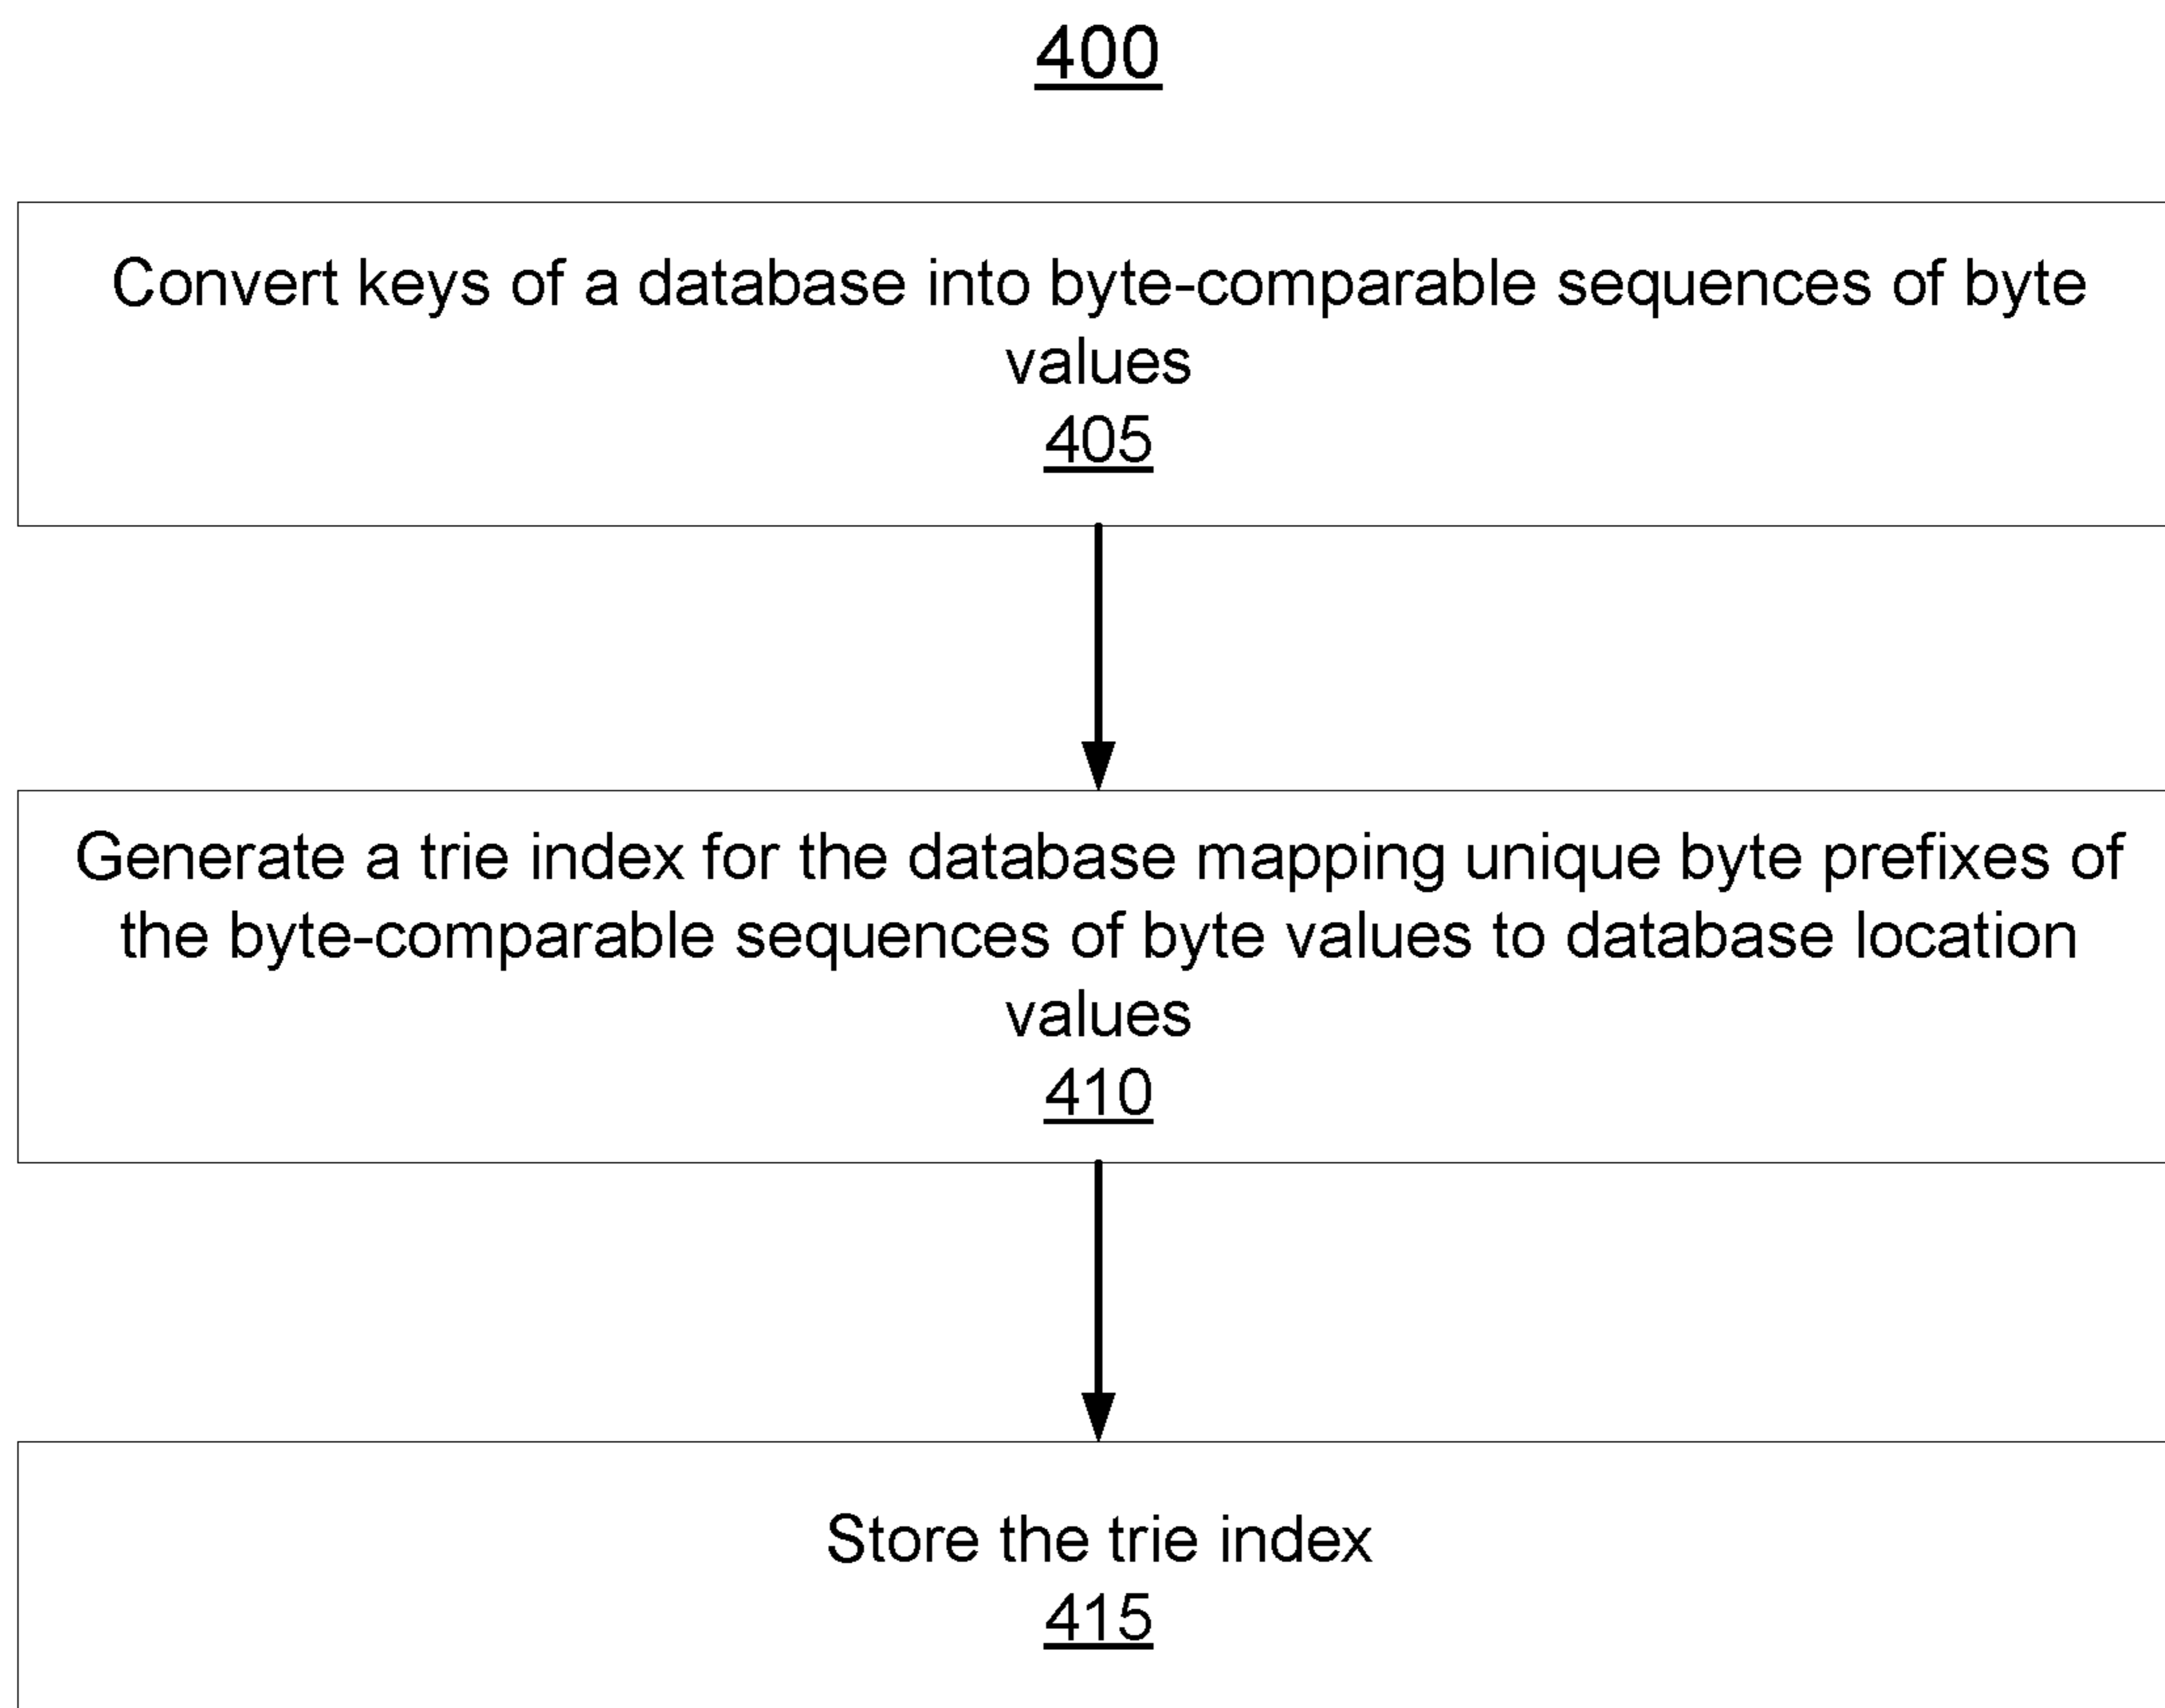 400
Convert keys of a database into byte-comparable sequences of byte
values
405
Generate a trie index for the database mapping unique byte prefixes of
the byte-comparable sequences of byte values to database location
values
410
Store the trie index
415